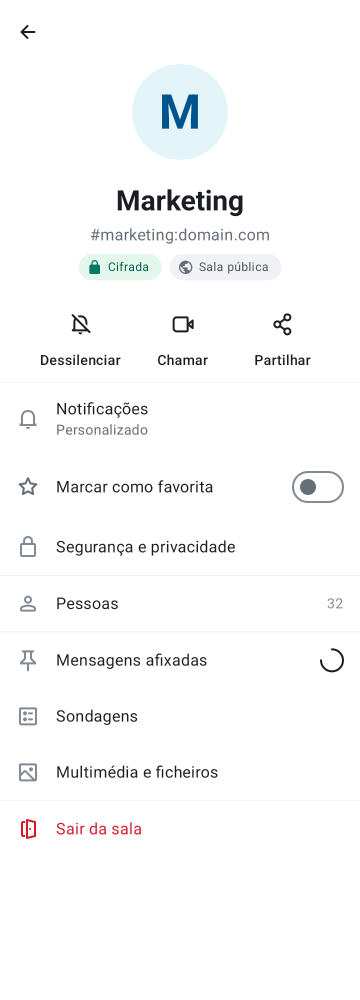 M
Marketing
#marketing:domain.com
Cifrada
Sala pública
Dessilenciar
Chamar
Partilhar
Notificações
Personalizado
Marcar como favorita
Segurança e privacidade
Pessoas
32
Mensagens afixadas
Sondagens
Multimédia e ficheiros
Sair da sala